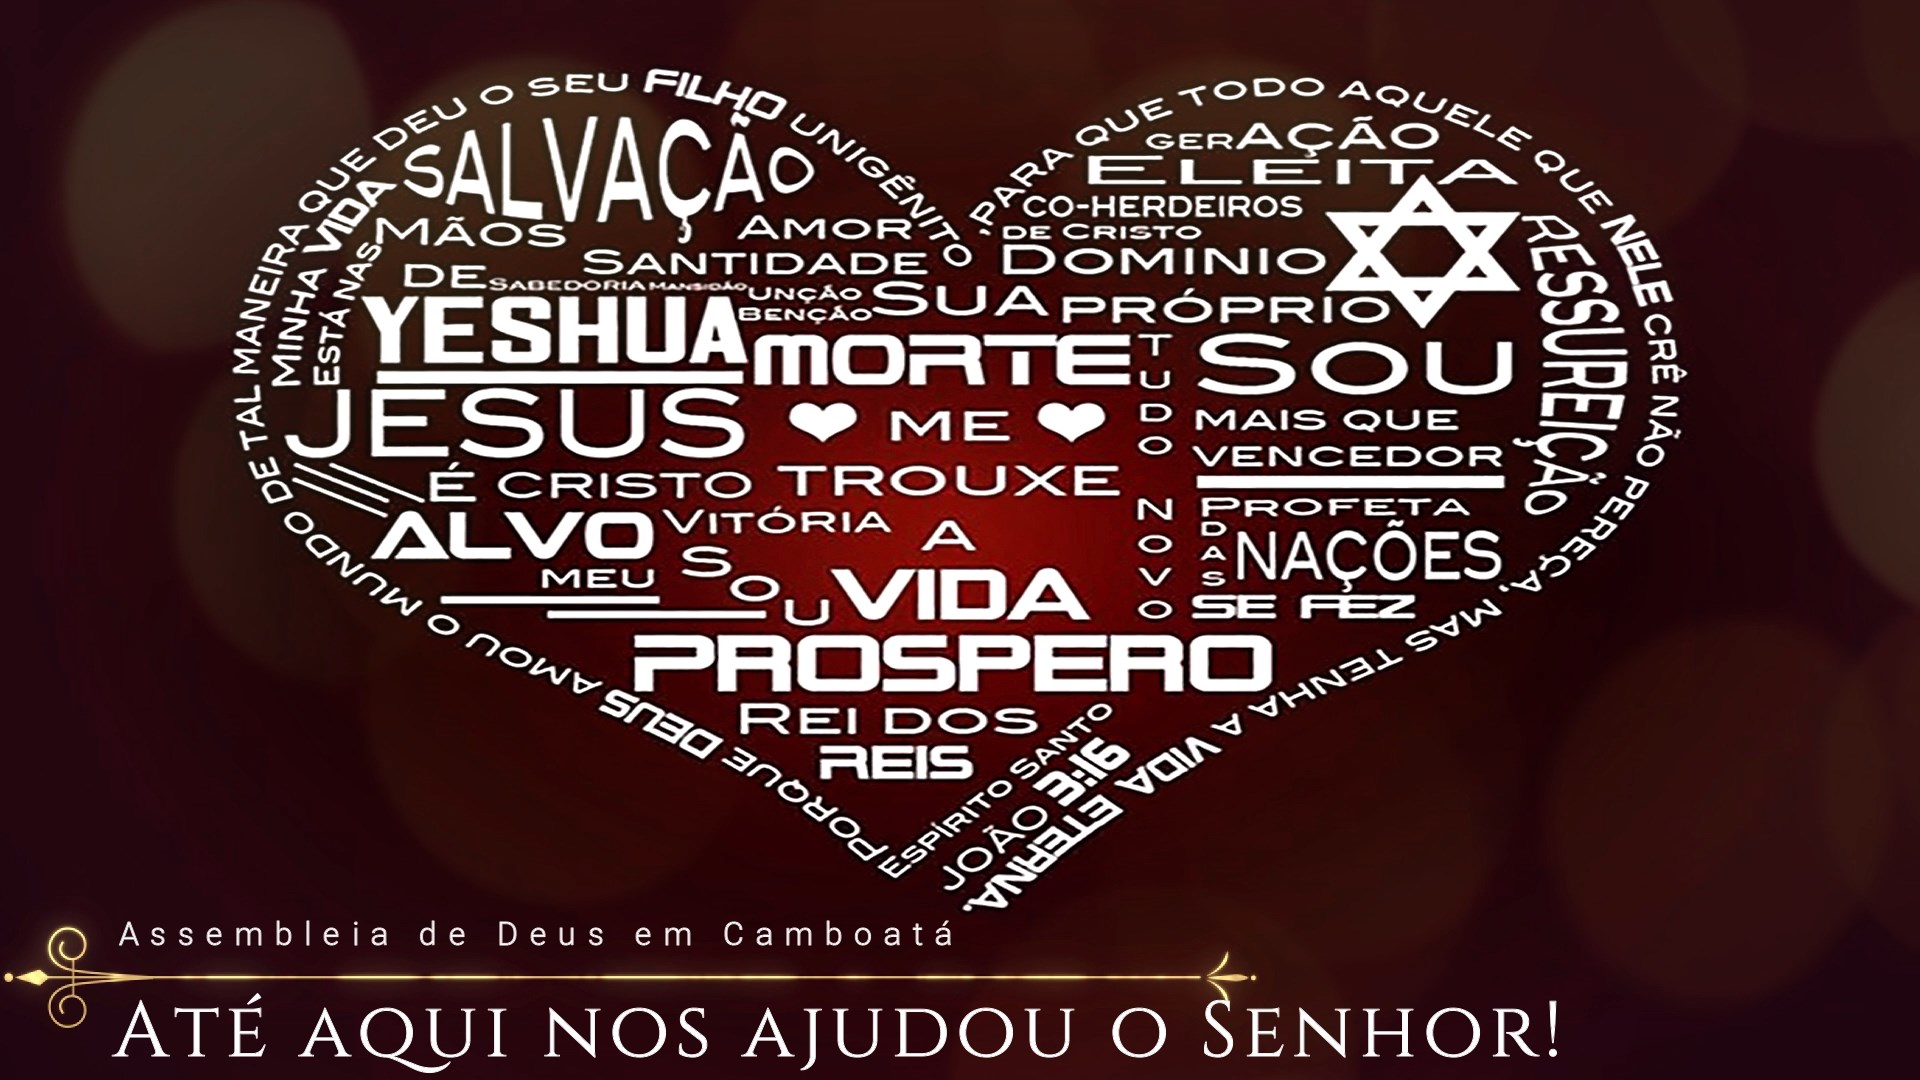 PORQUE DEUS AMOU O MUNDO DE TAL MANEIRA QUE DEU O SEU FILHO UNIGÊNITO, PARA QUE TODO AQUELE QUE NELE CRÊ NÃO PEREÇA, MAS TENHA A VIDA ETERNA.
JOÃO 3:16
ESPÍRITO SANTO
MINHA VIDA
ESTÁ NAS
MÃOS
DE
SALVAÇÃO
AMOR
SANTIDADE
SABEDORIA MANSIDÃO UNÇÃO
BENÇÃO
YESHUA
JESUS
É CRISTO
ALVO
MEU
GERAÇÃO
ELEITA
CO-HERDEIROS
DE CRISTO
DOMINIO
PRÓPRIO
RESSUREIÇÃO
SUA
MORTE
ME
TROUXE
A
VIDA
VITÓRIA
SOU
PROSPERO
REI DOS
REIS
SOU
MAIS QUE
VENCEDOR
PROFETA
DAS
NAÇÕES
TUDO NOVO
SE FEZ
Assembleia de Deus em Camboatá
Até aqui nos ajudou o Senhor!